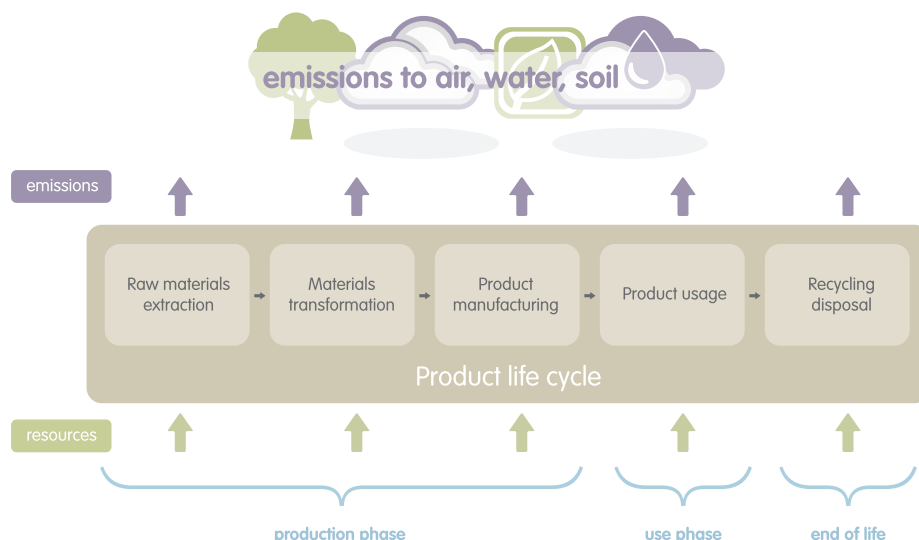 emissions to air, water, soil
emissions
Raw materials
extraction
Materials
transformation
Product
manufacturing
Product usage
Recycling
disposal
Product life cycle
resources
production phase
use phase
end of life